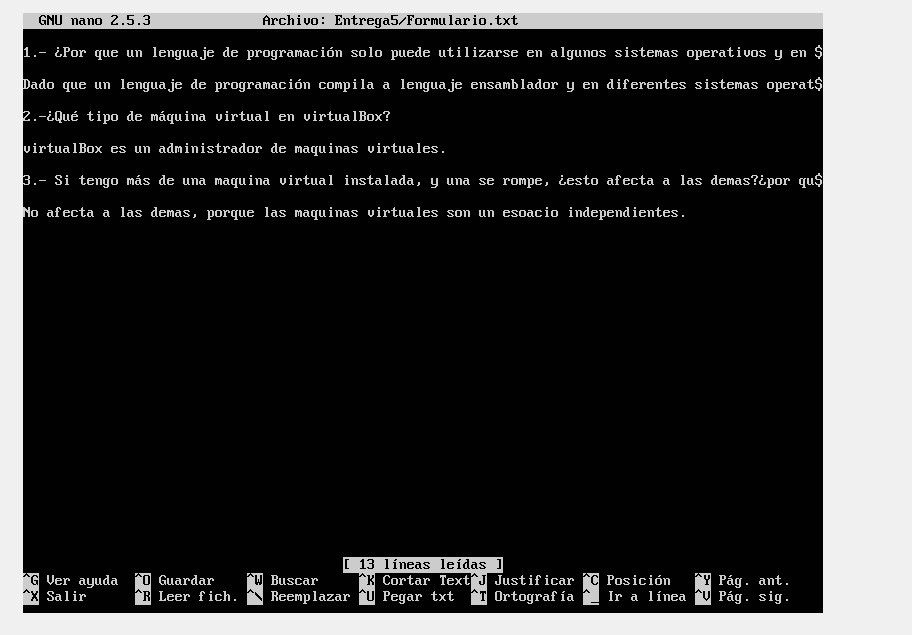 GNU nano 2.5.3 Archivo: Entrega5/Formulario.txt
1.- ¿Por que un lenguaje de programación solo puede utilizarse en algunos sistemas operativos y en $
Dado que un lenguaje de programación compila a lenguaje ensamblador y en diferentes sistemas operat$
2.-¿Qué tipo de máquina virtual en virtualBox?
virtualBox es un administrador de maquinas virtuales.
3.- Si tengo más de una maquina virtual instalada, y una se rompe, ¿esto afecta a las demas?¿por qu$
No afecta a las demas, porque las maquinas virtuales son un esoacio independientes.
[ 13 líneas leídas ]
^G Ver ayuda ^O Guardar ^W Buscar ^K Cortar Text^J Justificar ^C Posición ^Y Pág. ant.
^X Salir ^R Leer fich. ^\ Reemplazar ^U Pegar txt ^T Ortografía ^_ Ir a línea ^V Pág. sig.